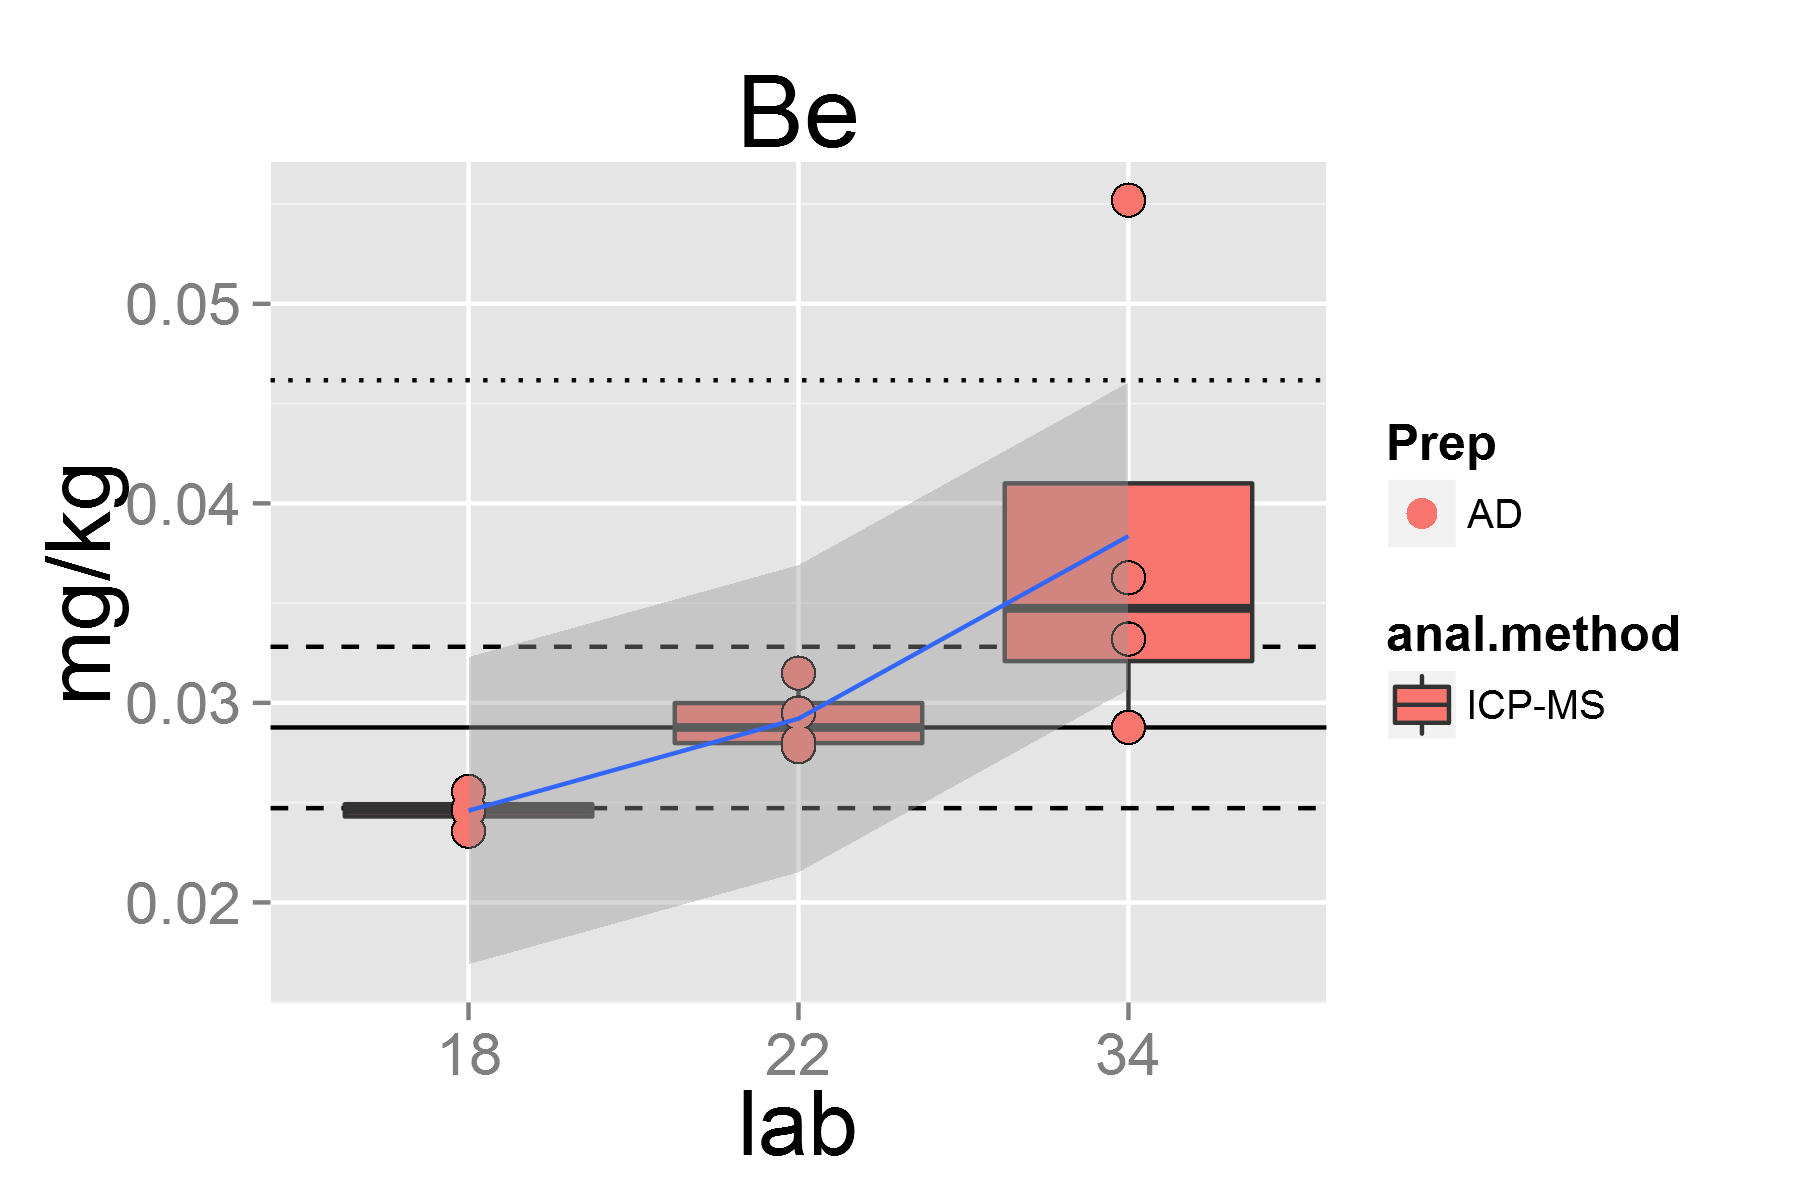 Be
mg/kg
0.05
0.04
0.03
0.02
18 22 34
lab
Prep
AD
anal.method
ICP-MS